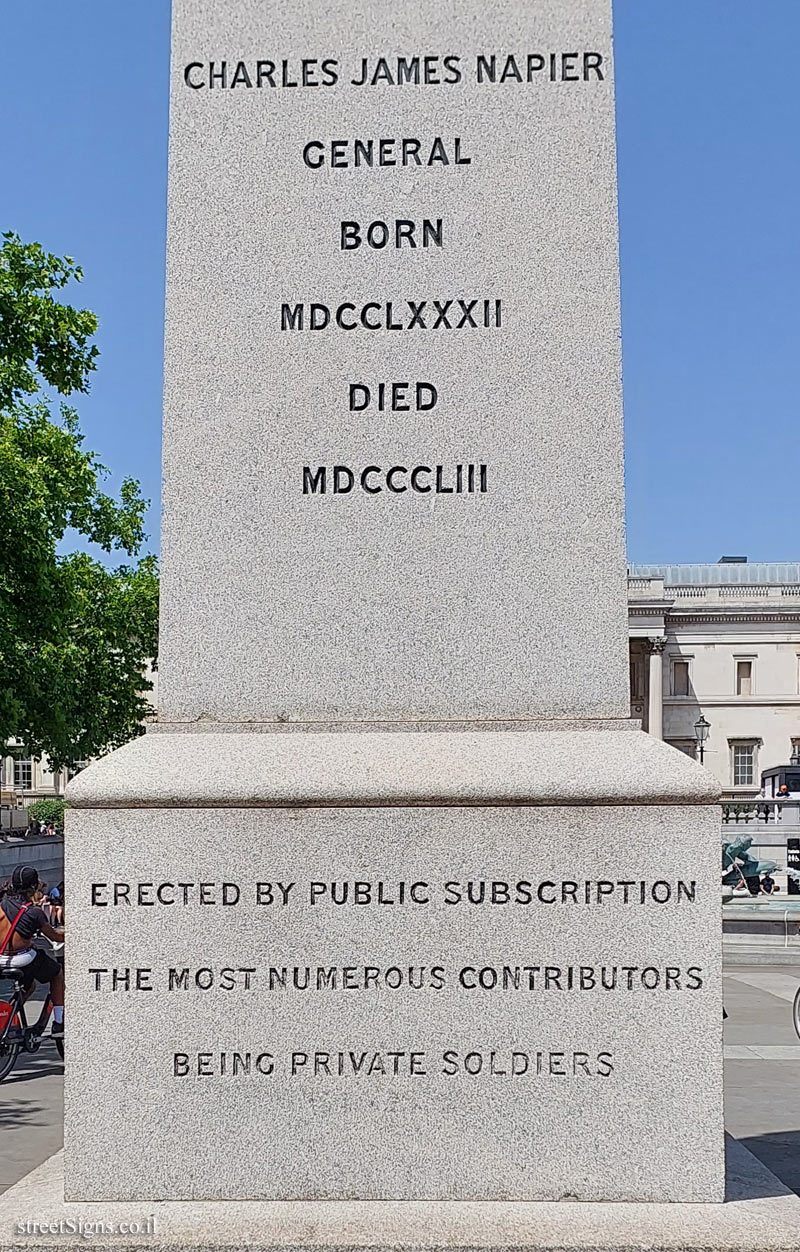 CHARLES JAMES NAPIER
GENERAL
BORN
MDCCLXXXII
DIED
MDCCCLIII
ERECTED BY PUBLIC SUBSCRIPTION
THE MOST NUMEROUS CONTRIBUTORS
BEING PRIVATE SOLDIERS
streetSigns.co.il